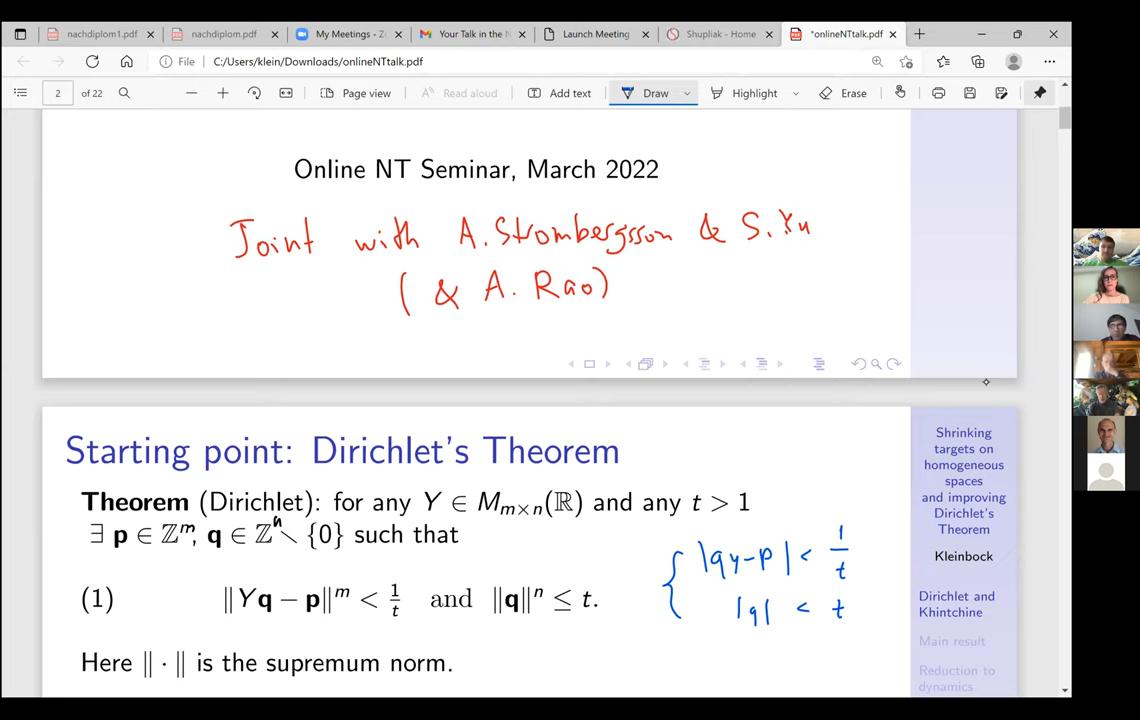 nachdiplom1.pdf
nachdiplom.pdf
My Meetings - Z
Your Talk in the N
Launch Meeting
Shupliak - Home
*onlineNTtalk.pdf
File C:/Users/klein/Downloads/onlineNTtalk.pdf
2 of 22 Page view Read aloud Add text Draw Highlight Erase
Online NT Seminar, March 2022
Joint with A. Strombergsson & S. Yu
( & A. Rao)
Starting point: Dirichlet's Theorem
Theorem (Dirichlet): for any Y ∈ M_{m×n}(ℝ) and any t > 1
∃ p ∈ ℤ^m, q ∈ ℤ^n ∖ {0} such that
(1) ‖Yq − p‖^m < 1/t and ‖q‖^n ≤ t.
{ |qy − p| < 1/t
|q| < t
Here ‖ · ‖ is the supremum norm.
Shrinking
targets on
homogeneous
spaces
and improving
Dirichlet's
Theorem
Kleinbock
Dirichlet and
Khintchine
Main result
Reduction to
dynamics